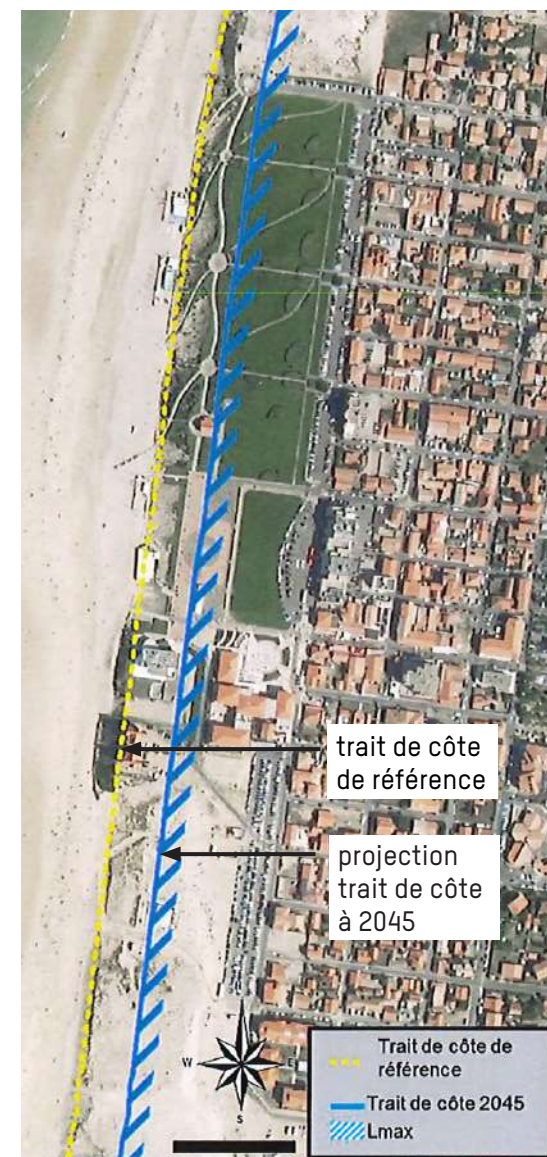 trait de côte
de référence
projection
trait de côte
à 2045
W
E
S
Trait de côte de
référence
Trait de côte 2045
Lmax